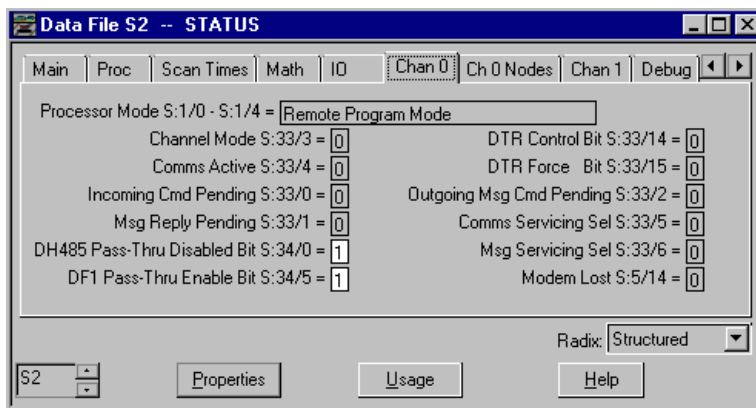 Data File S2 -- STATUS
Main Proc Scan Times Math IO Chan 0 Ch 0 Nodes Chan 1 Debug
Processor Mode S:1/0 - S:1/4 = Remote Program Mode
Channel Mode S:33/3 = 0 DTR Control Bit S:33/14 = 0
Comms Active S:33/4 = 0 DTR Force Bit S:33/15 = 0
Incoming Cmd Pending S:33/0 = 0 Outgoing Msg Cmd Pending S:33/2 = 0
Msg Reply Pending S:33/1 = 0 Comms Servicing Sel S:33/5 = 0
DH485 Pass-Thru Disabled Bit S:34/0 = 1 Msg Servicing Sel S:33/6 = 0
DF1 Pass-Thru Enable Bit S:34/5 = 1 Modem Lost S:5/14 = 0
Radix: Structured
S2 Properties Usage Help